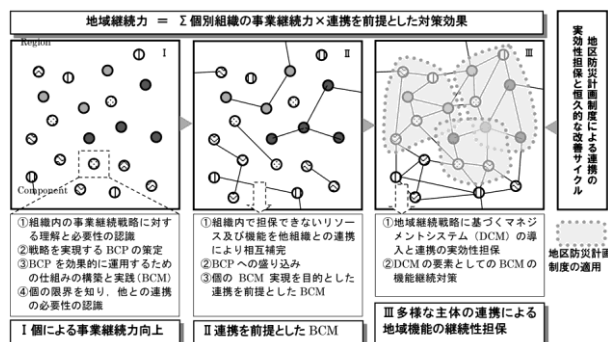 地域継続力 ＝ Σ個別組織の事業継続力×連携を前提とした対策効果
Region
Ⅰ
Component
①組織内の事業継続戦略に対す
る理解と必要性の認識
②戦略を実現するBCPの策定
③BCPを効果的に運用するため
の仕組みの構築と実践(BCM)
④個の限界を知り、他との連携
の必要性の認識
Ⅰ個による事業継続力向上
Ⅱ
①組織内で担保できないリソー
ス及び機能を他組織との連携
により相互補完
②BCPへの盛り込み
③個のBCM実現を目的とした
連携を前提としたBCM
Ⅱ連携を前提としたBCM
Ⅲ
①地域継続戦略に基づくマネジ
メントシステム(DCM)の導
入と連携の実効性担保
②DCMの要素としてのBCMの
機能継続対策
Ⅲ多様な主体の連携による
地域機能の継続性担保
地区防災計画制度による連携の
実効性担保と恒久的な改善サイクル
地区防災計画
制度の適用